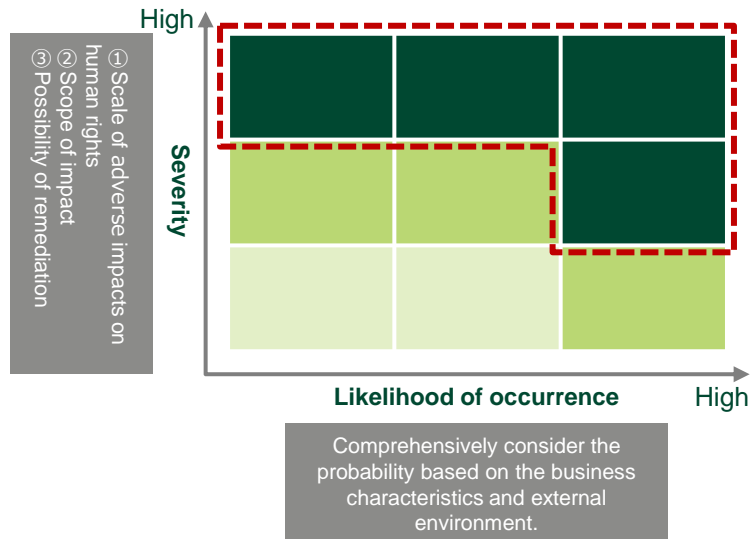 High
① Scale of adverse impacts on
human rights
② Scope of impact
③ Possibility of remediation
Severity
Likelihood of occurrence
High
Comprehensively consider the
probability based on the business
characteristics and external
environment.